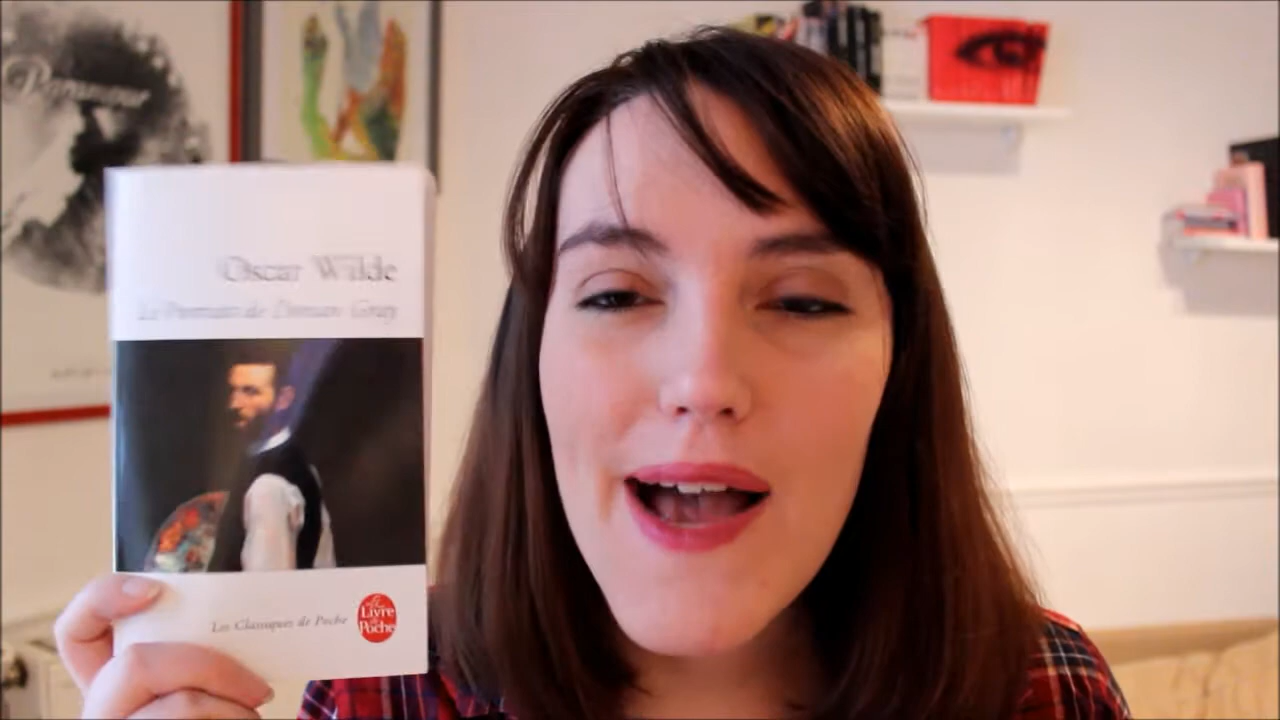 Oscar Wilde
Le Portrait de Dorian Gray
Les Classiques de Poche
Le
Livre
de
Poche